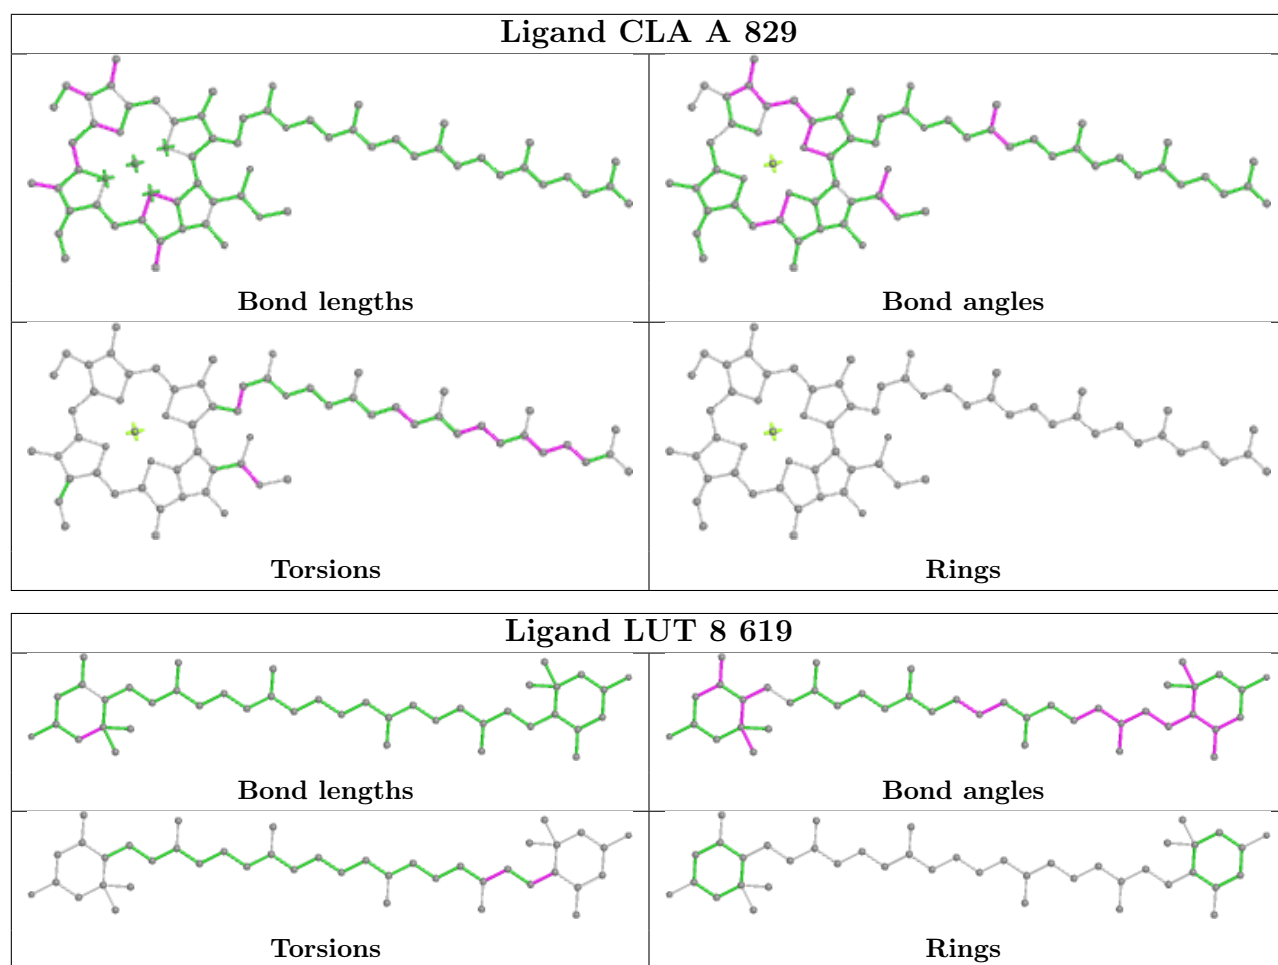 Ligand CLA A 829
Bond lengths
Bond angles
Torsions
Rings
Ligand LUT 8 619
Bond lengths
Bond angles
Torsions
Rings